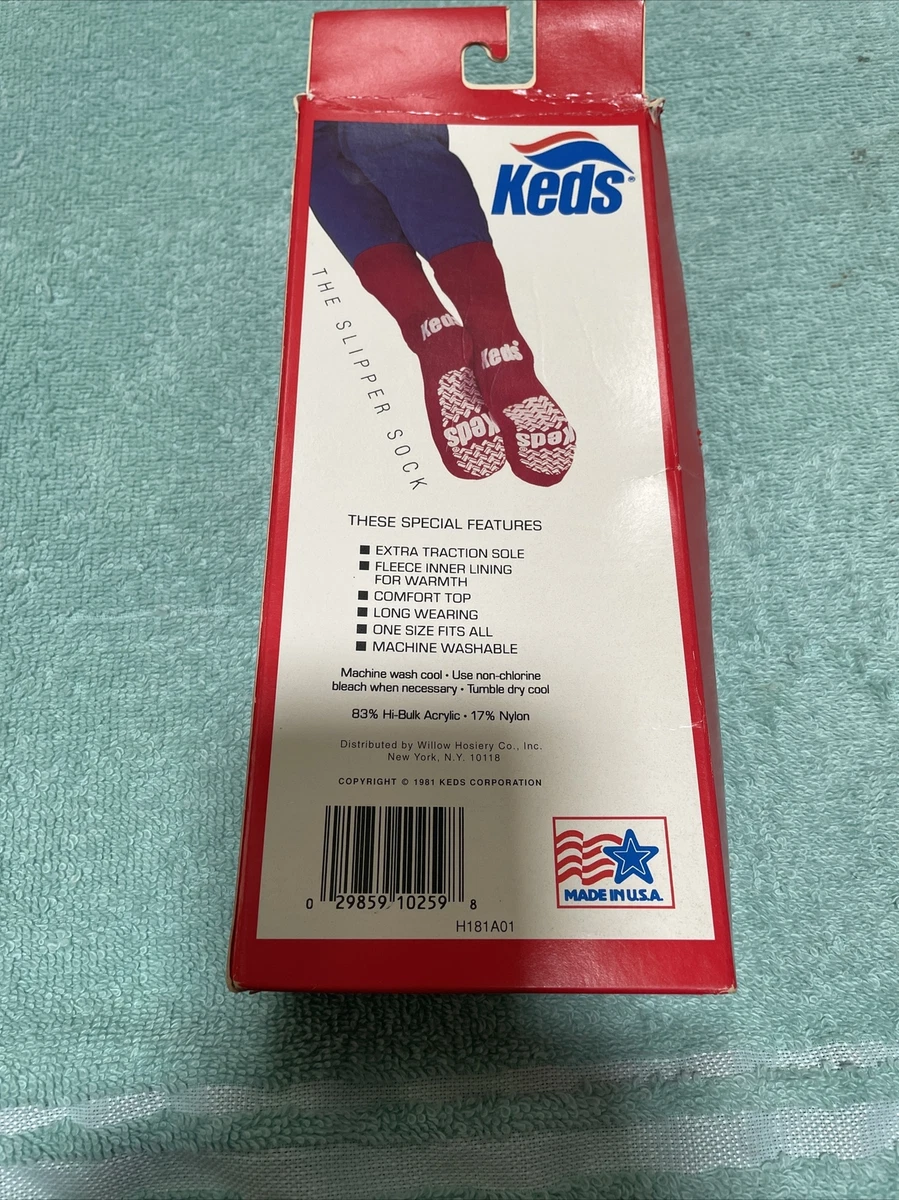 Keds®
THE SLIPPER SOCK
Keds
Keds
Keds
Keds
THESE SPECIAL FEATURES
■ EXTRA TRACTION SOLE
■ FLEECE INNER LINING
FOR WARMTH
■ COMFORT TOP
■ LONG WEARING
■ ONE SIZE FITS ALL
■ MACHINE WASHABLE
Machine wash cool • Use non-chlorine
bleach when necessary • Tumble dry cool
83% Hi-Bulk Acrylic • 17% Nylon
Distributed by Willow Hosiery Co., Inc.
New York, N.Y. 10118
COPYRIGHT © 1981 KEDS CORPORATION
MADE IN U.S.A.
0 29859 10259 8
H181A01